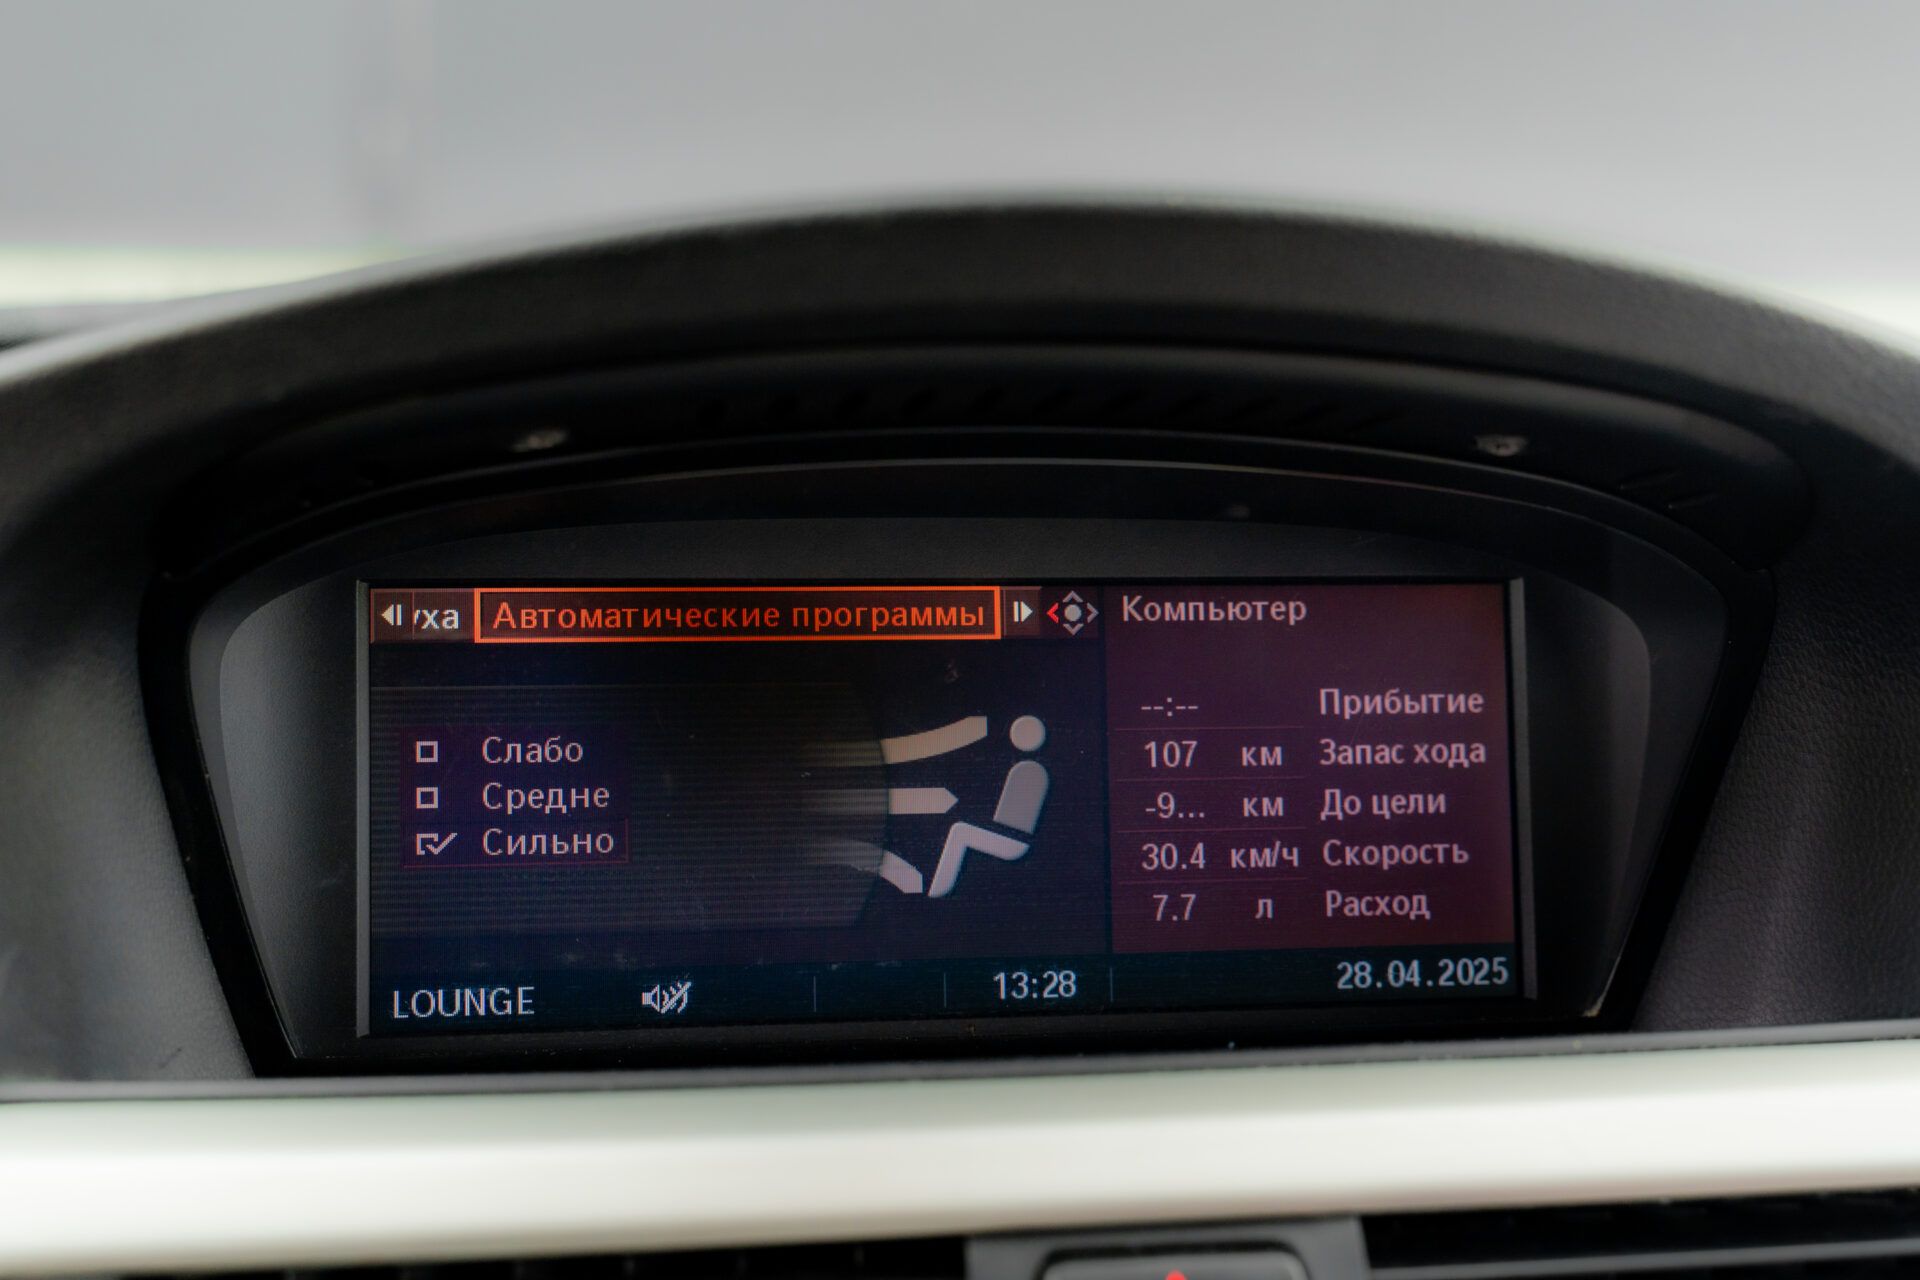 уха Автоматические программы
Слабо
Средне
Сильно
Компьютер
--:-- Прибытие
107 км Запас хода
-9... км До цели
30.4 км/ч Скорость
7.7 л Расход
LOUNGE 13:28 28.04.2025